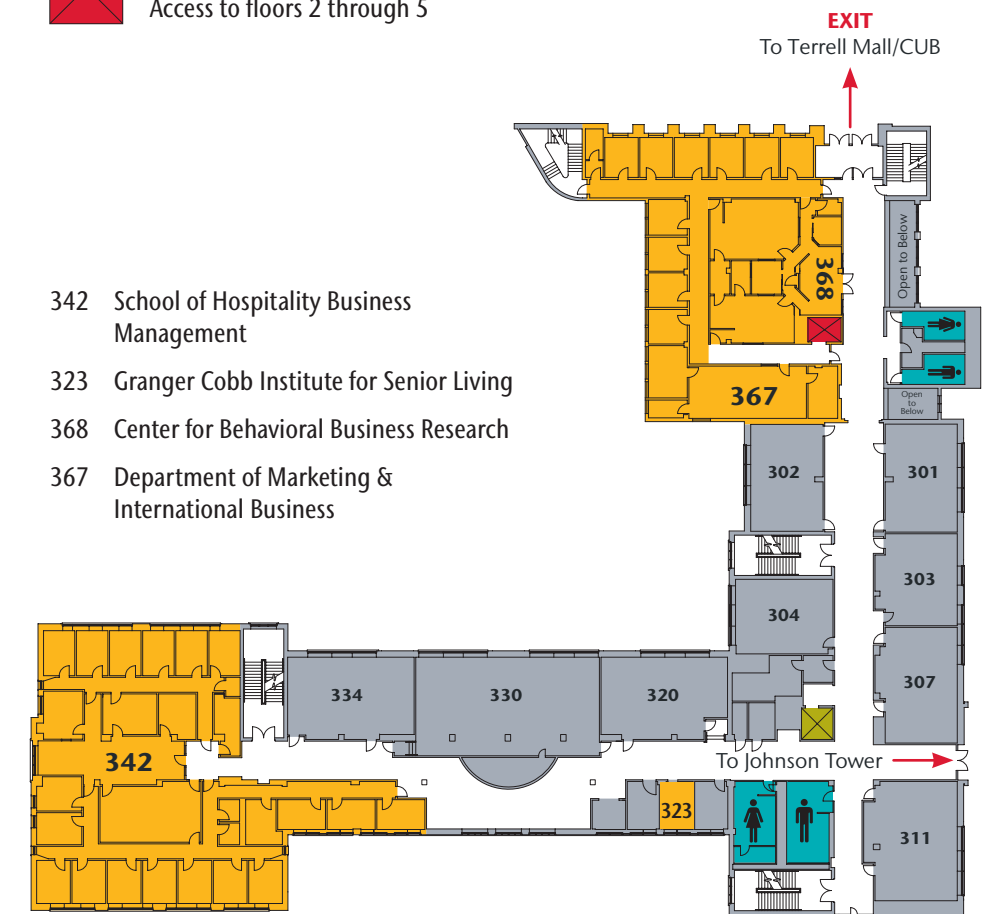 Access to floors 2 through 5
EXIT
To Terrell Mall/CUB
Open to Below
368
342 School of Hospitality Business
Management
323 Granger Cobb Institute for Senior Living
368 Center for Behavioral Business Research
367 Department of Marketing &
International Business
367
Open
to
Below
302
301
303
304
307
334
330
320
342
To Johnson Tower
323
311